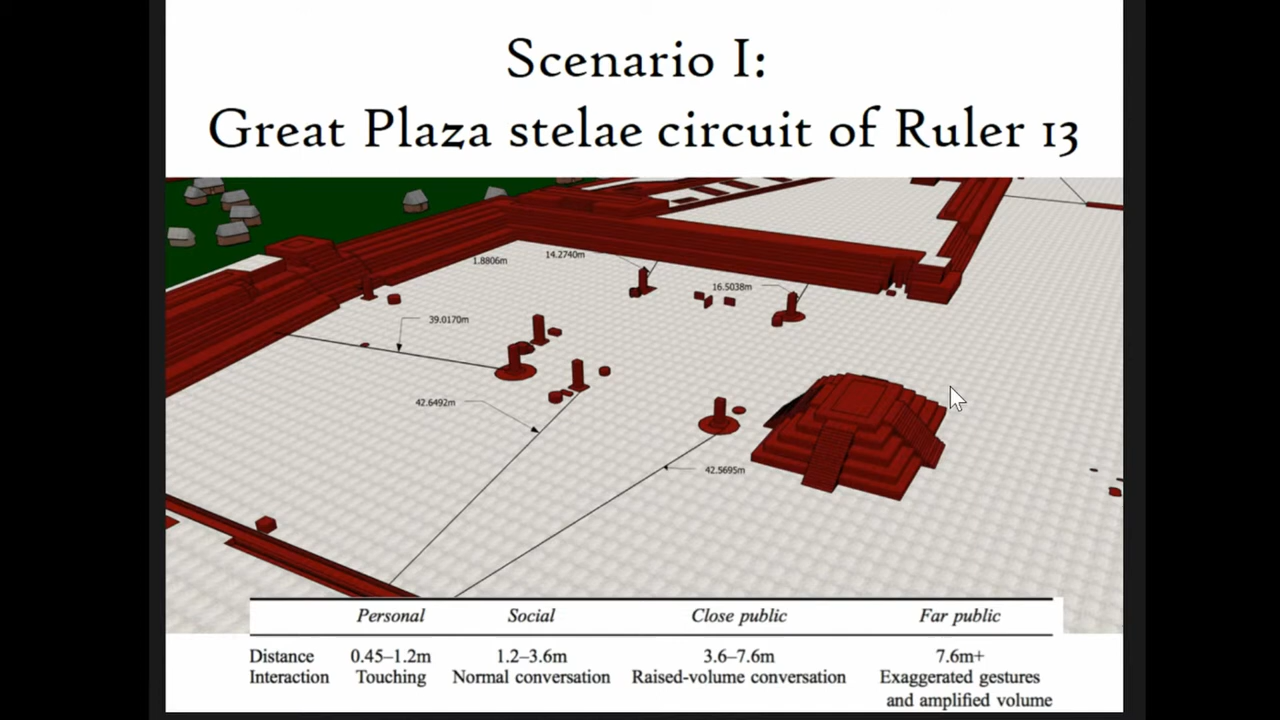 Scenario I:
Great Plaza stelae circuit of Ruler 13
1.8806m
14.2740m
16.5038m
39.0170m
42.6492m
42.5695m
Personal Social Close public Far public
Distance 0.45–1.2m 1.2–3.6m 3.6–7.6m 7.6m+
Interaction Touching Normal conversation Raised-volume conversation Exaggerated gestures
and amplified volume